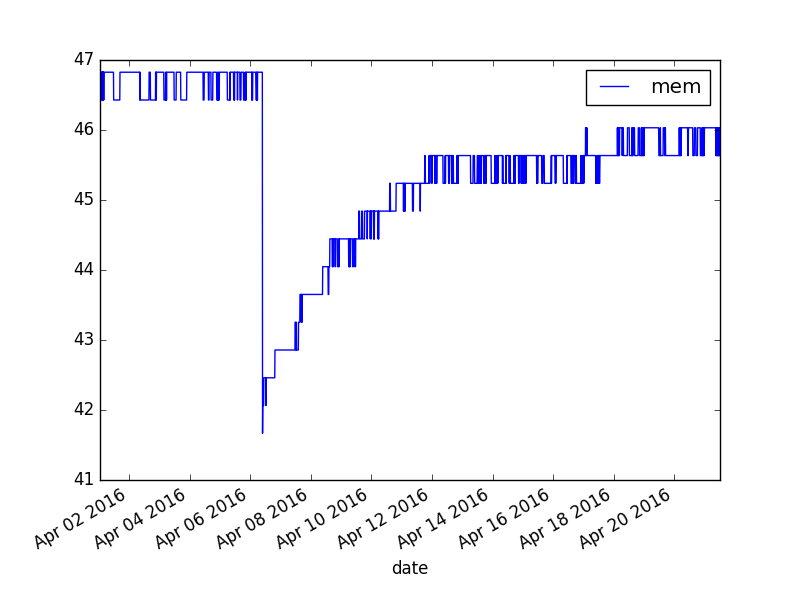 47
mem
46
45
44
43
42
41
Apr 02 2016
Apr 04 2016
Apr 06 2016
Apr 08 2016
Apr 10 2016
Apr 12 2016
Apr 14 2016
Apr 16 2016
Apr 18 2016
Apr 20 2016
date